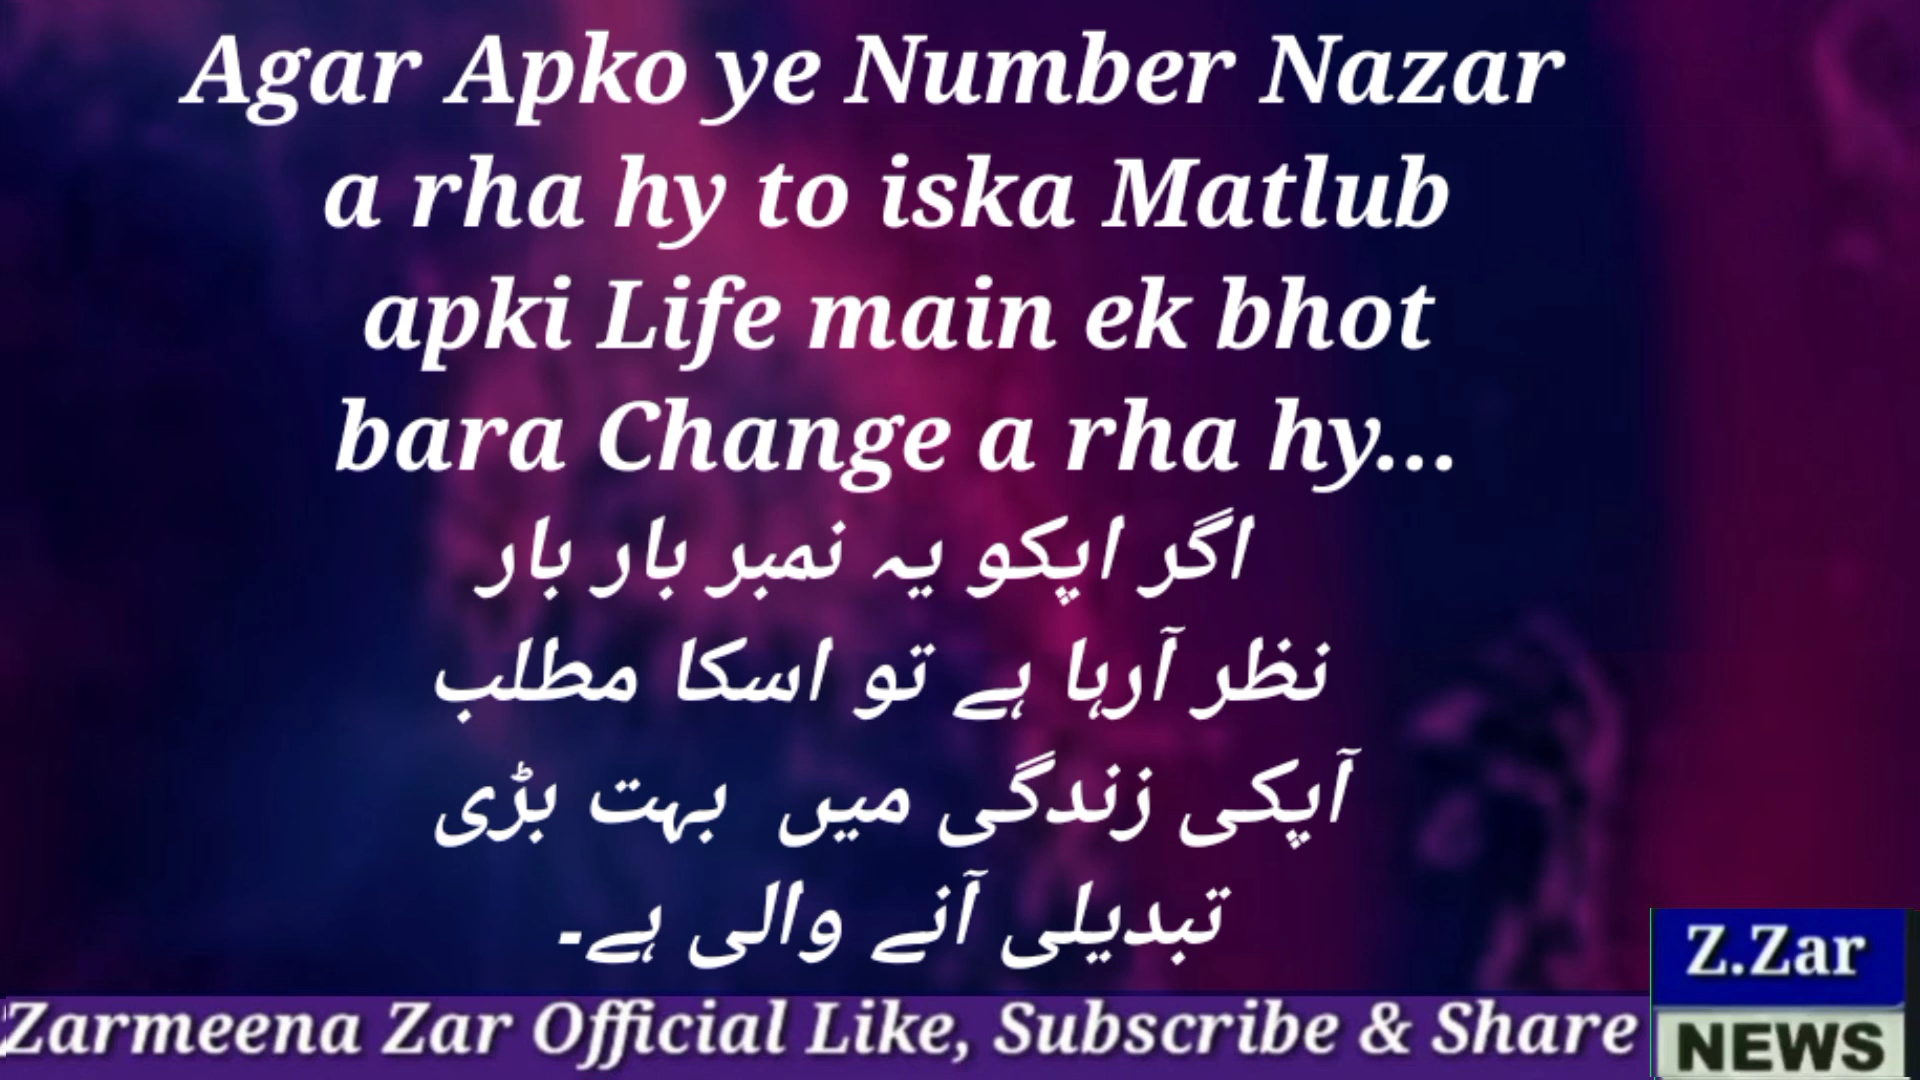 Agar Apko ye Number Nazar
a rha hy to iska Matlub
apki Life main ek bhot
bara Change a rha hy...
اگر اپکو یہ نمبر بار بار
نظر آرہا ہے تو اسکا مطلب
آپکی زندگی میں بہت بڑی
تبدیلی آنے والی ہے۔
Zarmeena Zar Official Like, Subscribe & Share
Z.Zar
NEWS